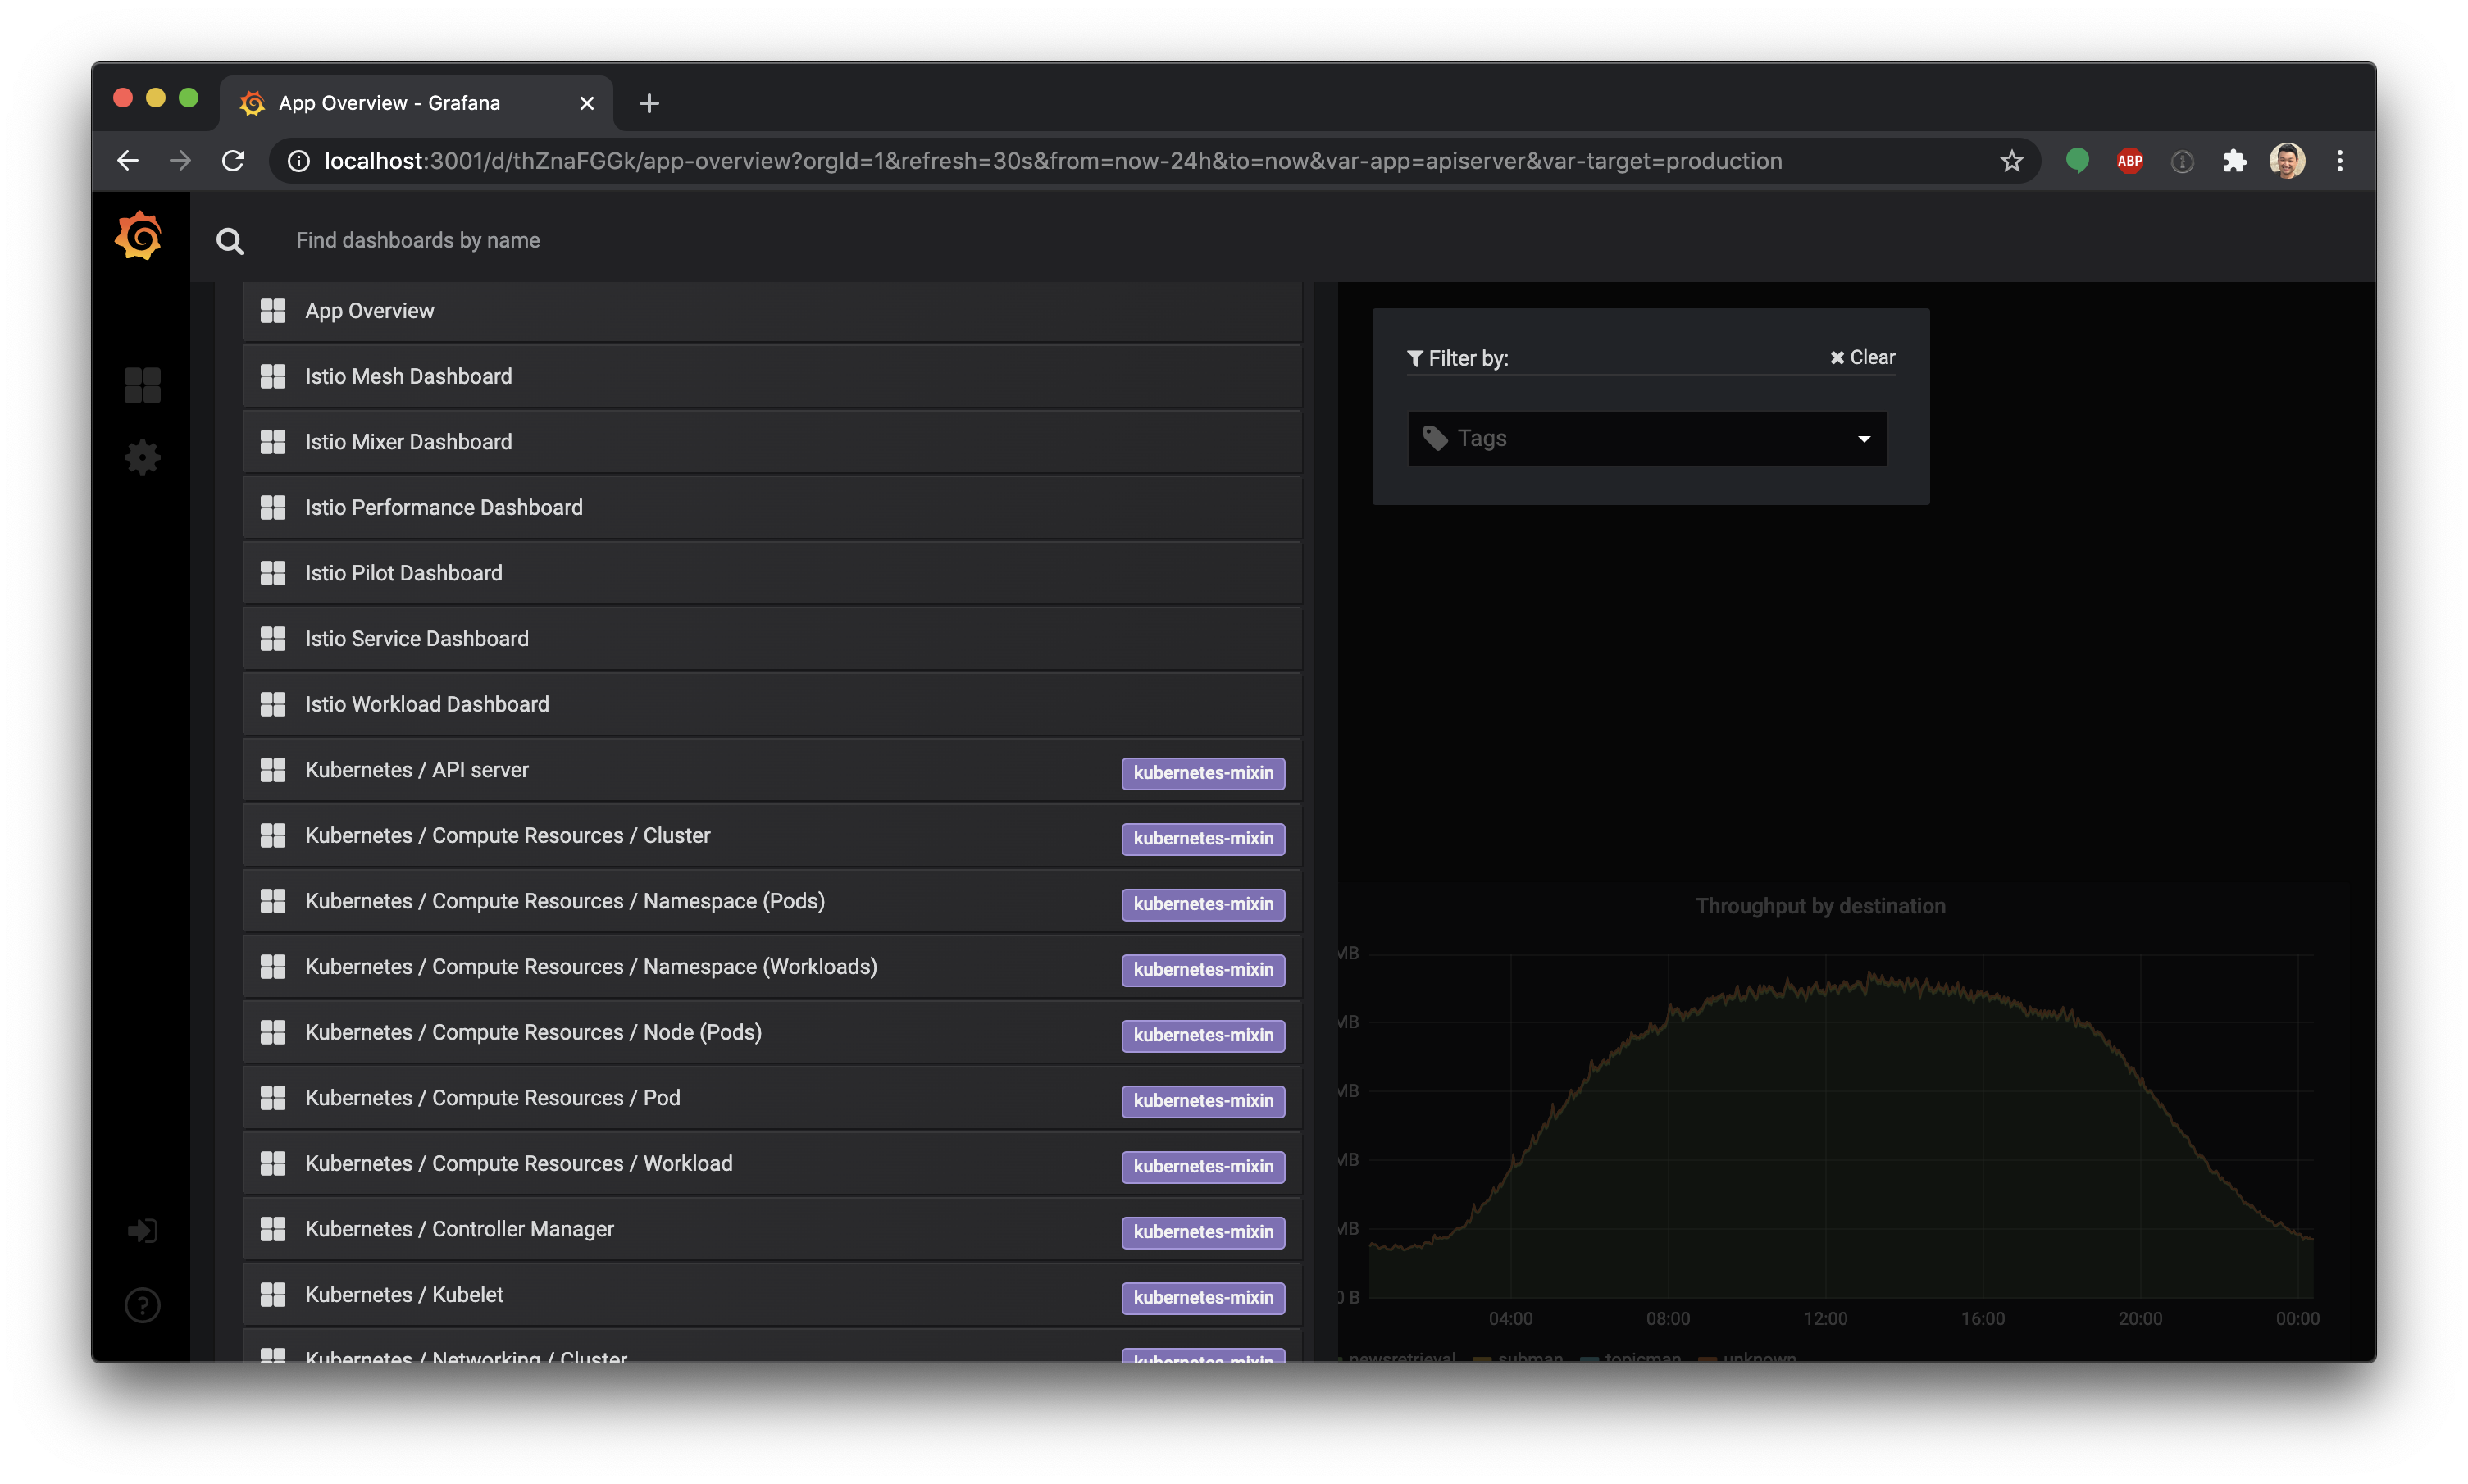 App Overview - Grafana
localhost:3001/d/thZnaFGGk/app-overview?orgId=1&refresh=30s&from=now-24h&to=now&var-app=apiserver&var-target=production
ABP
Find dashboards by name
App Overview
Istio Mesh Dashboard
Istio Mixer Dashboard
Istio Performance Dashboard
Istio Pilot Dashboard
Istio Service Dashboard
Istio Workload Dashboard
Kubernetes / API server kubernetes-mixin
Kubernetes / Compute Resources / Cluster kubernetes-mixin
Kubernetes / Compute Resources / Namespace (Pods) kubernetes-mixin
Kubernetes / Compute Resources / Namespace (Workloads) kubernetes-mixin
Kubernetes / Compute Resources / Node (Pods) kubernetes-mixin
Kubernetes / Compute Resources / Pod kubernetes-mixin
Kubernetes / Compute Resources / Workload kubernetes-mixin
Kubernetes / Controller Manager kubernetes-mixin
Kubernetes / Kubelet kubernetes-mixin
Kubernetes / Networking / Cluster kubernetes-mixin
Filter by: Clear
Tags
Throughput by destination
MB
MB
MB
MB
MB
0 B
04:00 08:00 12:00 16:00 20:00 00:00
newsretrieval subman topicman unknown
?